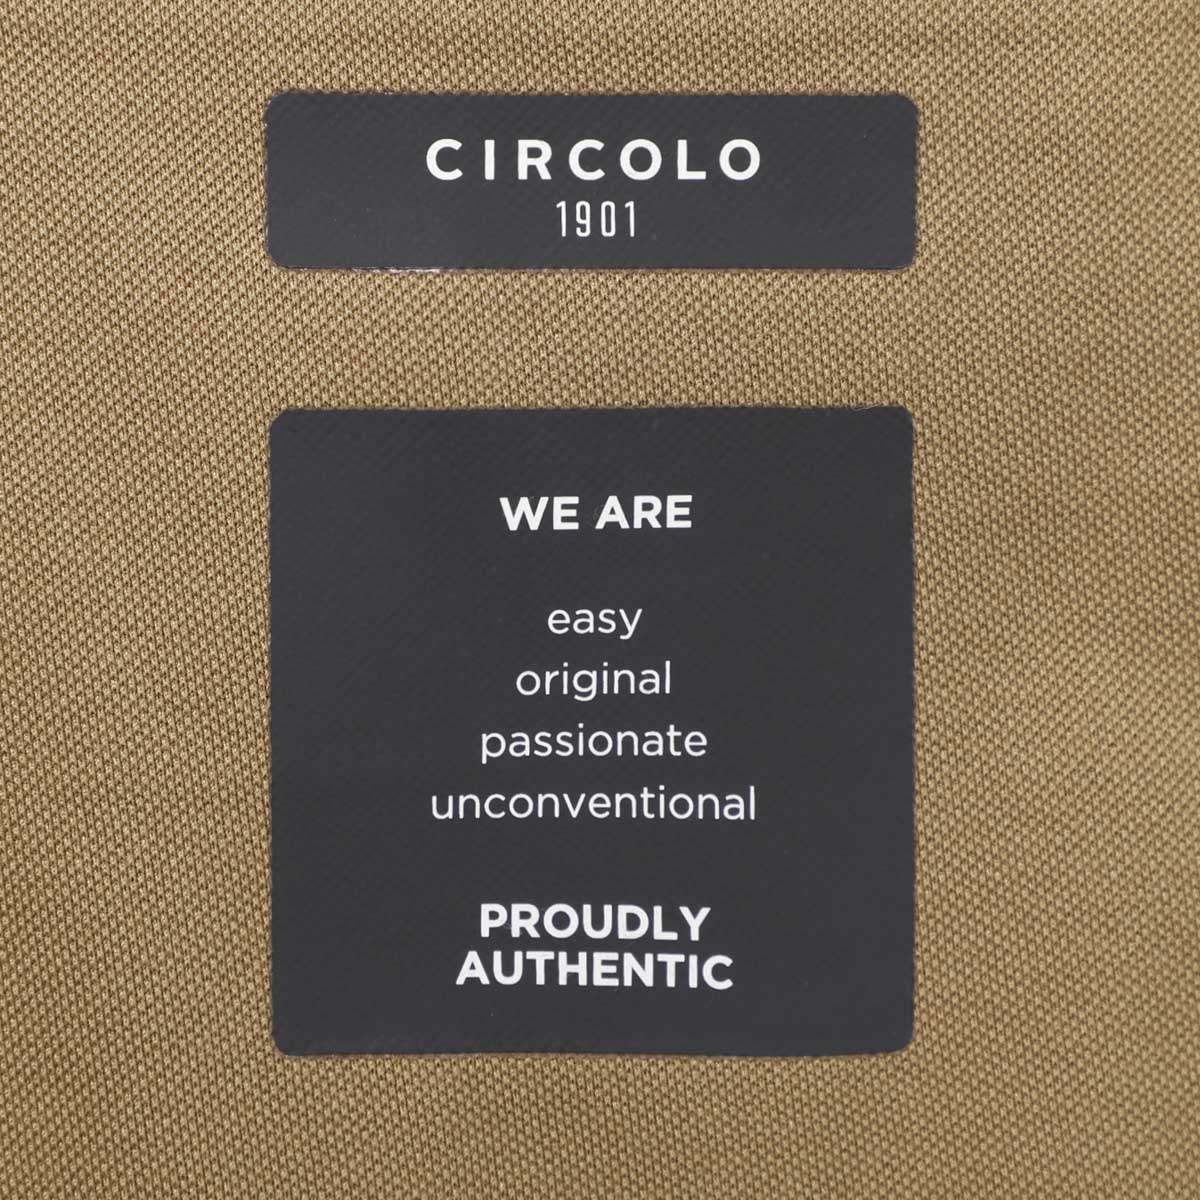 CIRCOLO
1901
WE ARE
easy
original
passionate
unconventional
PROUDLY
AUTHENTIC